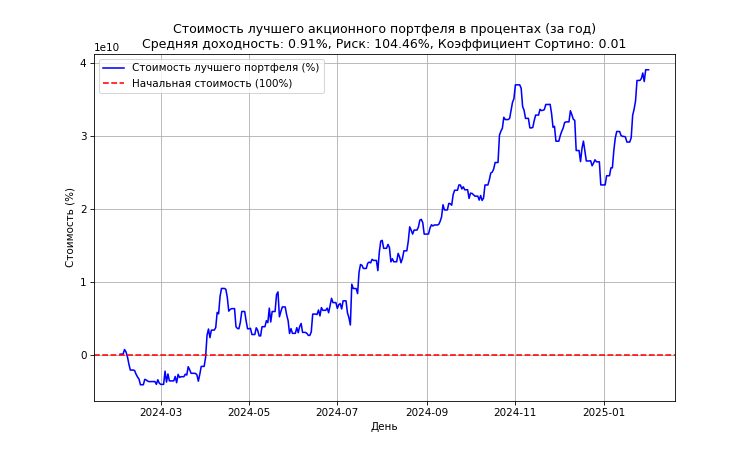 Стоимость лучшего акционного портфеля в процентах (за год)
Средняя доходность: 0.91%, Риск: 104.46%, Коэффициент Сортино: 0.01
1e10
Стоимость лучшего портфеля (%)
Начальная стоимость (100%)
Стоимость (%)
4
3
2
1
0
2024-03 2024-05 2024-07 2024-09 2024-11 2025-01
День